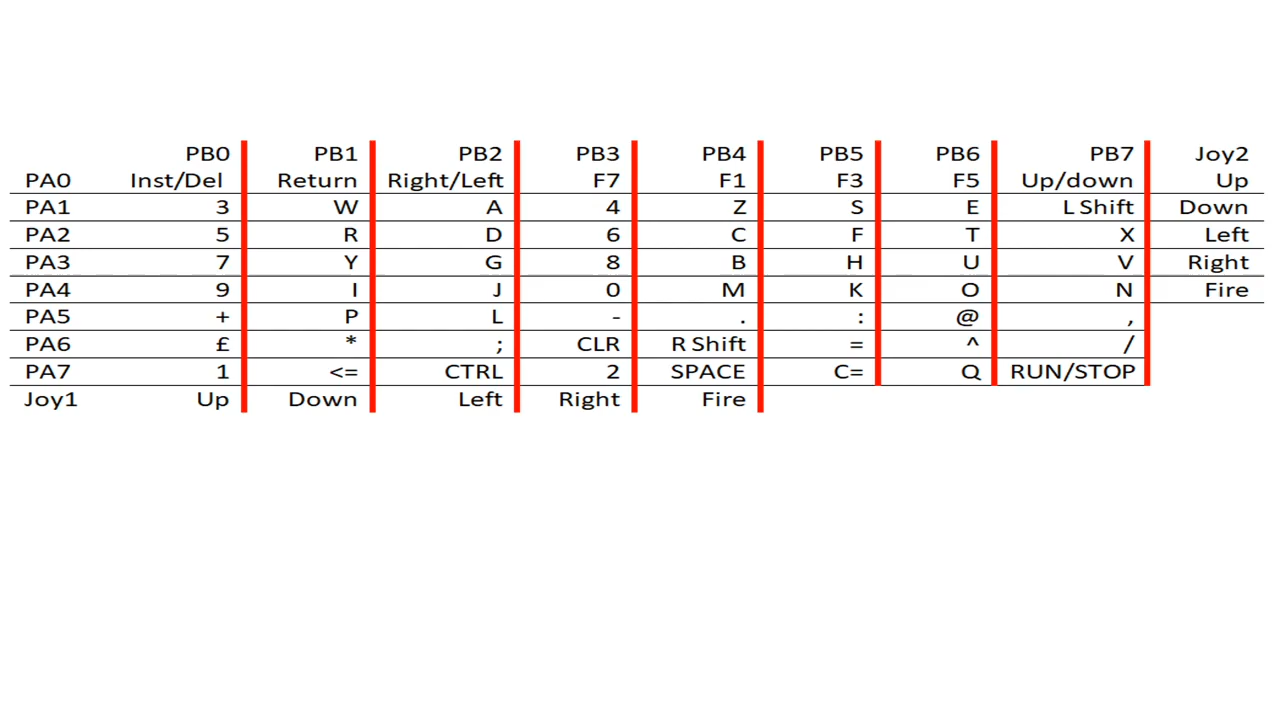 PB0 PB1 PB2 PB3 PB4 PB5 PB6 PB7 Joy2
PA0 Inst/Del Return Right/Left F7 F1 F3 F5 Up/down Up
PA1 3 W A 4 Z S E L Shift Down
PA2 5 R D 6 C F T X Left
PA3 7 Y G 8 B H U V Right
PA4 9 I J 0 M K O N Fire
PA5 + P L - . : @ ,
PA6 £ * ; CLR R Shift = ^ /
PA7 1 <= CTRL 2 SPACE C= Q RUN/STOP
Joy1 Up Down Left Right Fire